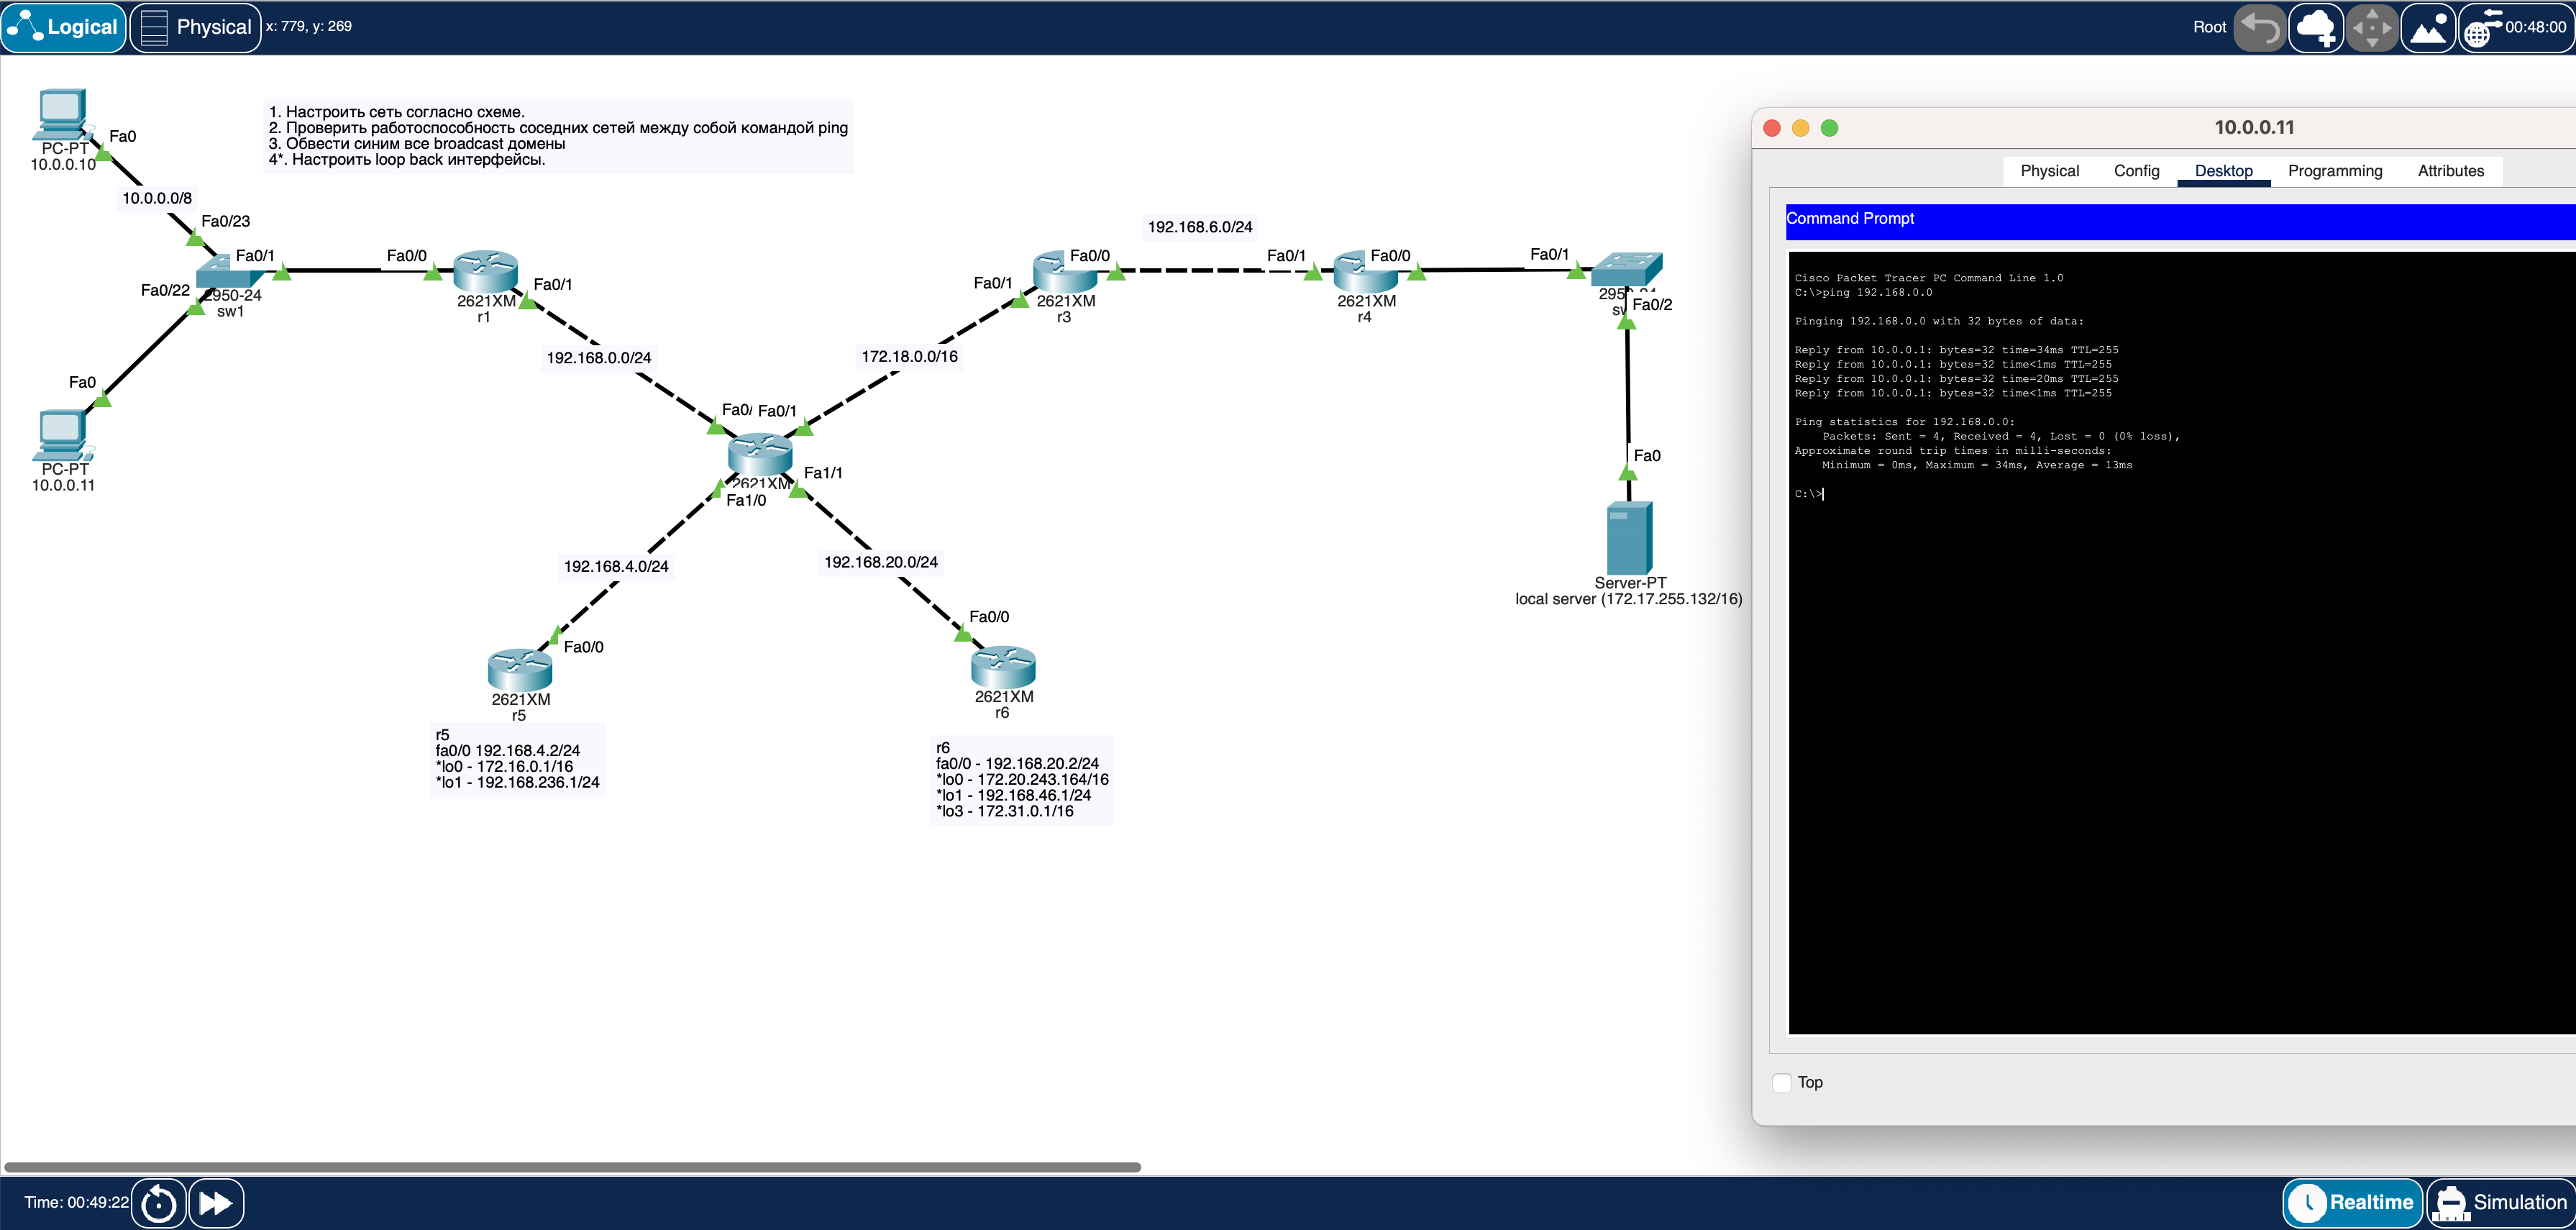 Logical
Physical
x: 779, y: 269
Root
00:48:00
1. Настроить сеть согласно схеме.
2. Проверить работоспособность соседних сетей между собой командой ping
3. Обвести синим все broadcast домены
4*. Настроить loop back интерфейсы.
Fa0
PC-PT
10.0.0.10
10.0.0.0/8
Fa0/23
Fa0/1
Fa0/22
2950-24
sw1
Fa0
PC-PT
10.0.0.11
Fa0/0
2621XM
r1
Fa0/1
192.168.0.0/24
172.18.0.0/16
Fa0/1
Fa0/0
2621XM
r3
192.168.6.0/24
Fa0/1
Fa0/0
2621XM
r4
Fa0/1
Fa0/2
Fa0
Server-PT
local server (172.17.255.132/16)
Fa0/
Fa0/1
2621XM
Fa1/1
Fa1/0
192.168.4.0/24
192.168.20.0/24
Fa0/0
2621XM
r5
r5
fa0/0 192.168.4.2/24
*lo0 - 172.16.0.1/16
*lo1 - 192.168.236.1/24
Fa0/0
2621XM
r6
r6
fa0/0 - 192.168.20.2/24
*lo0 - 172.20.243.164/16
*lo1 - 192.168.46.1/24
*lo3 - 172.31.0.1/16
10.0.0.11
Physical
Config
Desktop
Programming
Attributes
Command Prompt
Cisco Packet Tracer PC Command Line 1.0
C:\>ping 192.168.0.0
Pinging 192.168.0.0 with 32 bytes of data:
Reply from 10.0.0.1: bytes=32 time=34ms TTL=255
Reply from 10.0.0.1: bytes=32 time<1ms TTL=255
Reply from 10.0.0.1: bytes=32 time=20ms TTL=255
Reply from 10.0.0.1: bytes=32 time<1ms TTL=255
Ping statistics for 192.168.0.0:
Packets: Sent = 4, Received = 4, Lost = 0 (0% loss),
Approximate round trip times in milli-seconds:
Minimum = 0ms, Maximum = 34ms, Average = 13ms
C:\>
Top
Time: 00:49:22
Realtime
Simulation